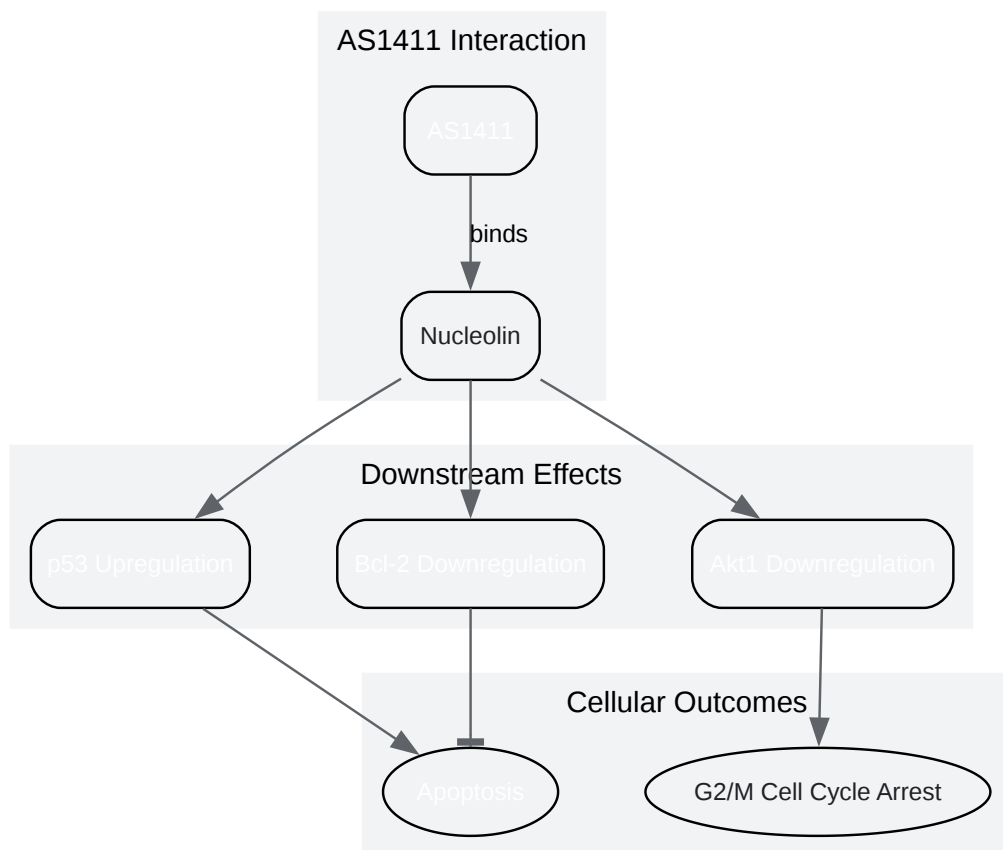 AS1411 Interaction
AS1411
binds
Nucleolin
Downstream Effects
p53 Upregulation
Bcl-2 Downregulation
Akt1 Downregulation
Cellular Outcomes
Apoptosis
G2/M Cell Cycle Arrest